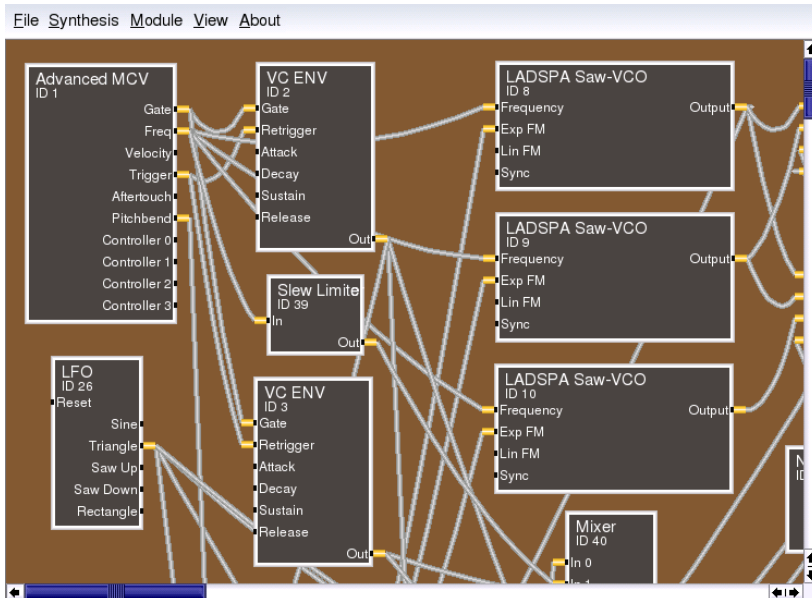 File Synthesis Module View About
Advanced MCV
ID 1
Gate
Freq
Velocity
Trigger
Aftertouch
Pitchbend
Controller 0
Controller 1
Controller 2
Controller 3
VC ENV
ID 2
Gate
Retrigger
Attack
Decay
Sustain
Release
Out
LADSPA Saw-VCO
ID 8
Frequency
Output
Exp FM
Lin FM
Sync
LADSPA Saw-VCO
ID 9
Frequency
Output
Exp FM
Lin FM
Sync
Slew Limite
ID 39
In
Out
LFO
ID 26
Reset
Sine
Triangle
Saw Up
Saw Down
Rectangle
VC ENV
ID 3
Gate
Retrigger
Attack
Decay
Sustain
Release
Out
LADSPA Saw-VCO
ID 10
Frequency
Output
Exp FM
Lin FM
Sync
Mixer
ID 40
In 0
In 1